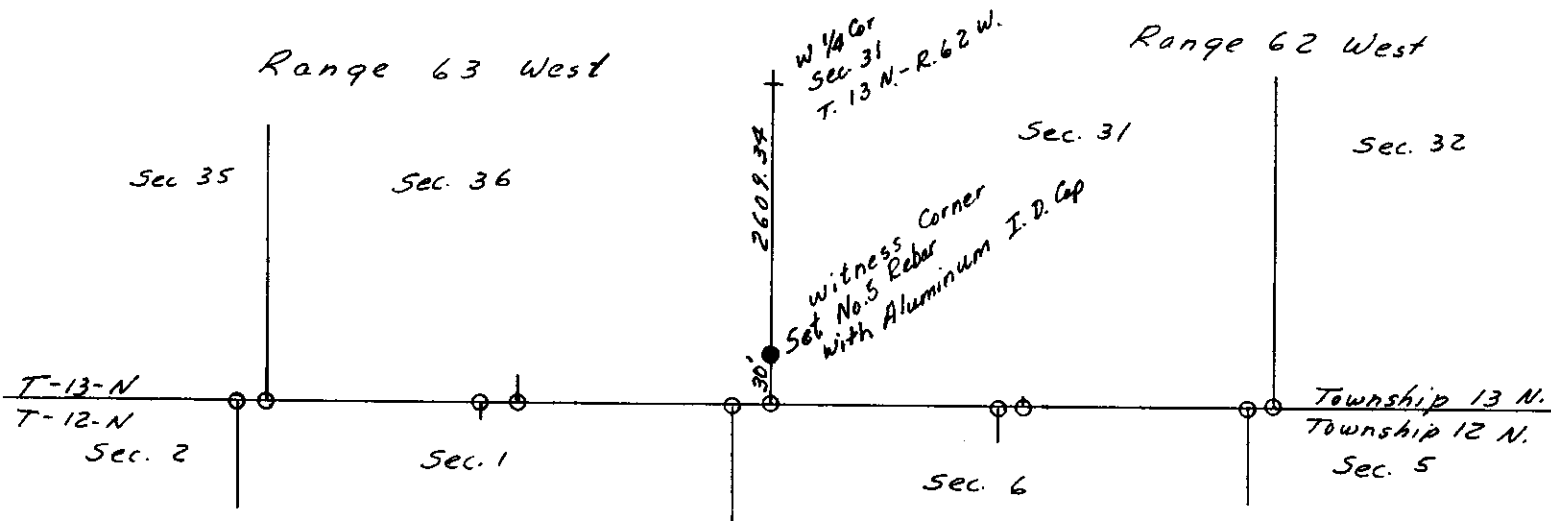 Range 63 West
W 1/4 Cor
Sec. 31
T. 13 N.-R. 62 W.
Range 62 West
Sec 35
Sec. 36
2609.34
Sec. 31
Sec. 32
Witness Corner
Set No.5 Rebar
with Aluminum I.D. Cap
30'
T-13-N
T-12-N
Township 13 N.
Township 12 N.
Sec. 2
Sec. 1
Sec. 6
Sec. 5